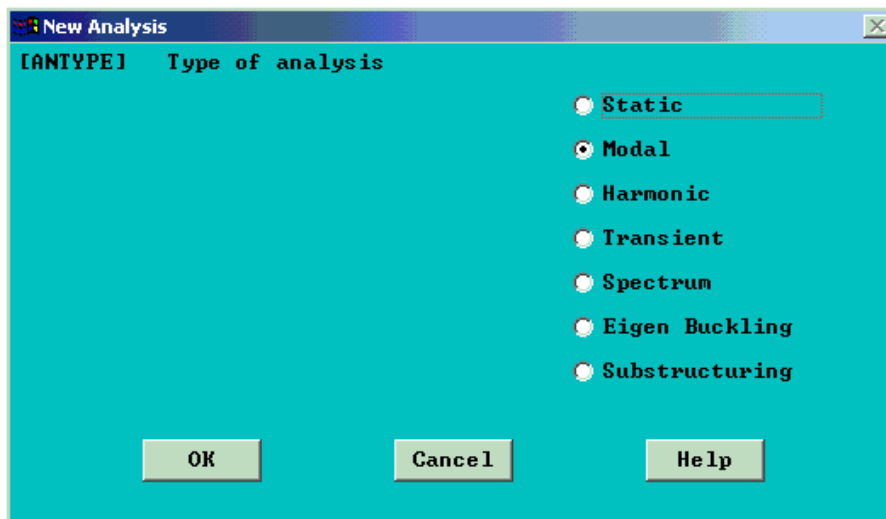 New Analysis
[ANTYPE] Type of analysis
Static
Modal
Harmonic
Transient
Spectrum
Eigen Buckling
Substructuring
OK Cancel Help